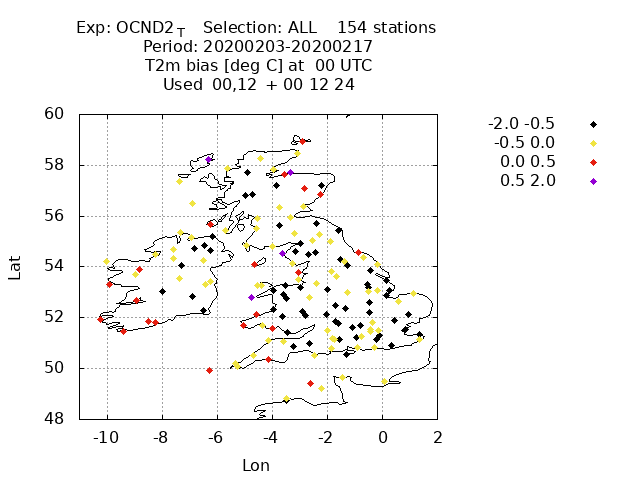 Exp: OCND2_T   Selection: ALL   154 stations
Period: 20200203-20200217
T2m bias [deg C] at  00 UTC
Used  00,12  + 00 12 24
-2.0 -0.5
-0.5 0.0
0.0 0.5
0.5 2.0
60
58
56
54
52
50
48
Lat
-10 -8 -6 -4 -2 0 2
Lon